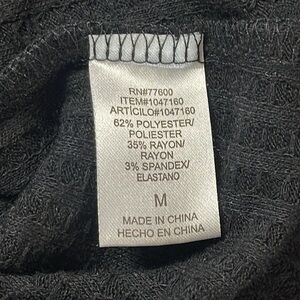 RN#77600
ITEM#1047160
ARTÍCILO#1047160
62% POLYESTER/
POLIESTER
35% RAYON/
RAYON
3% SPANDEX/
ELASTANO
M
MADE IN CHINA
HECHO EN CHINA